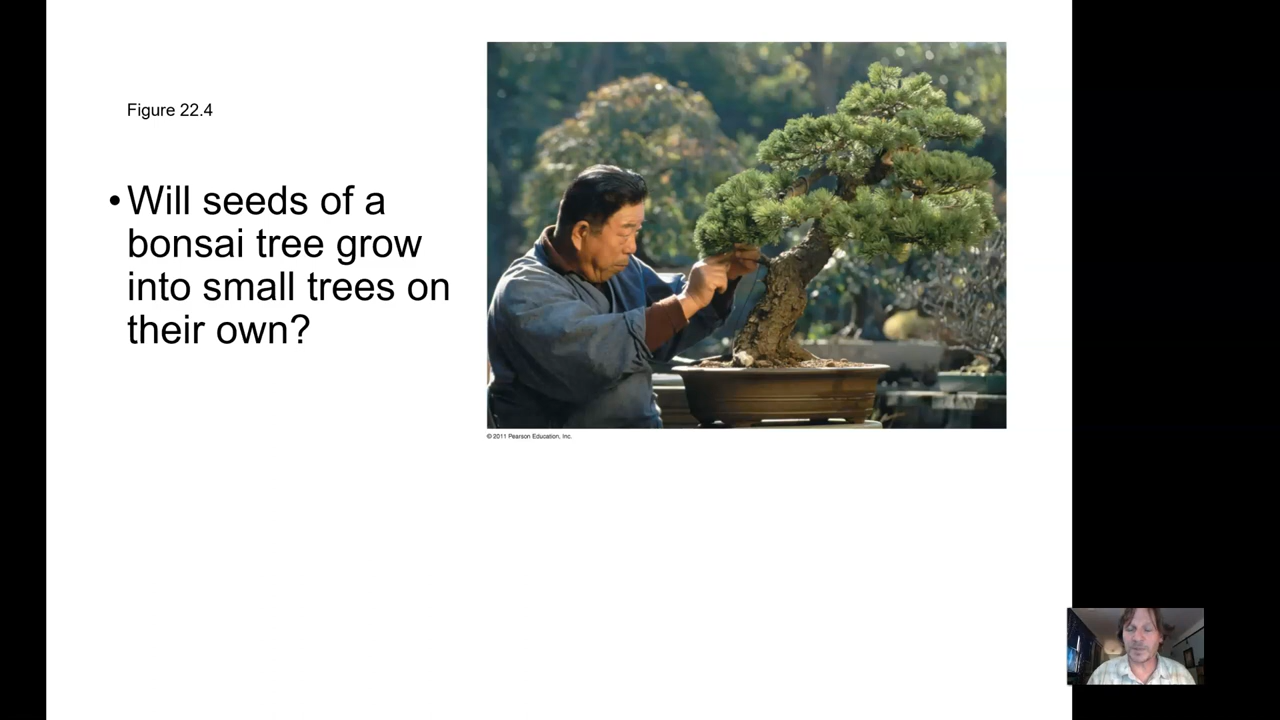 Figure 22.4
•Will seeds of a
bonsai tree grow
into small trees on
their own?
© 2011 Pearson Education, Inc.